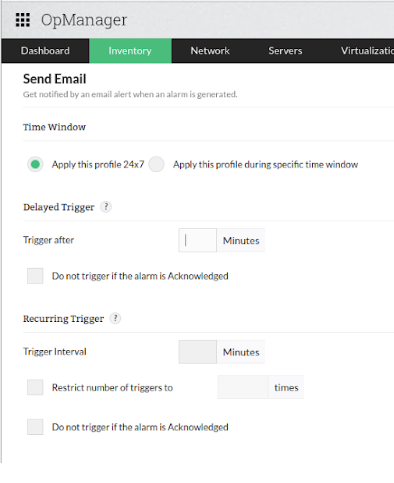 OpManager
Dashboard Inventory Network Servers
Send Email
Get notified by an email alert when an alarm is generated.
Time Window
Apply this profile 24x7 Apply this profile during specific time window
Delayed Trigger ?
Trigger after Minutes
Do not trigger if the alarm is Acknowledged
Recurring Trigger ?
Trigger Interval Minutes
Restrict number of triggers to times
Do not trigger if the alarm is Acknowledged